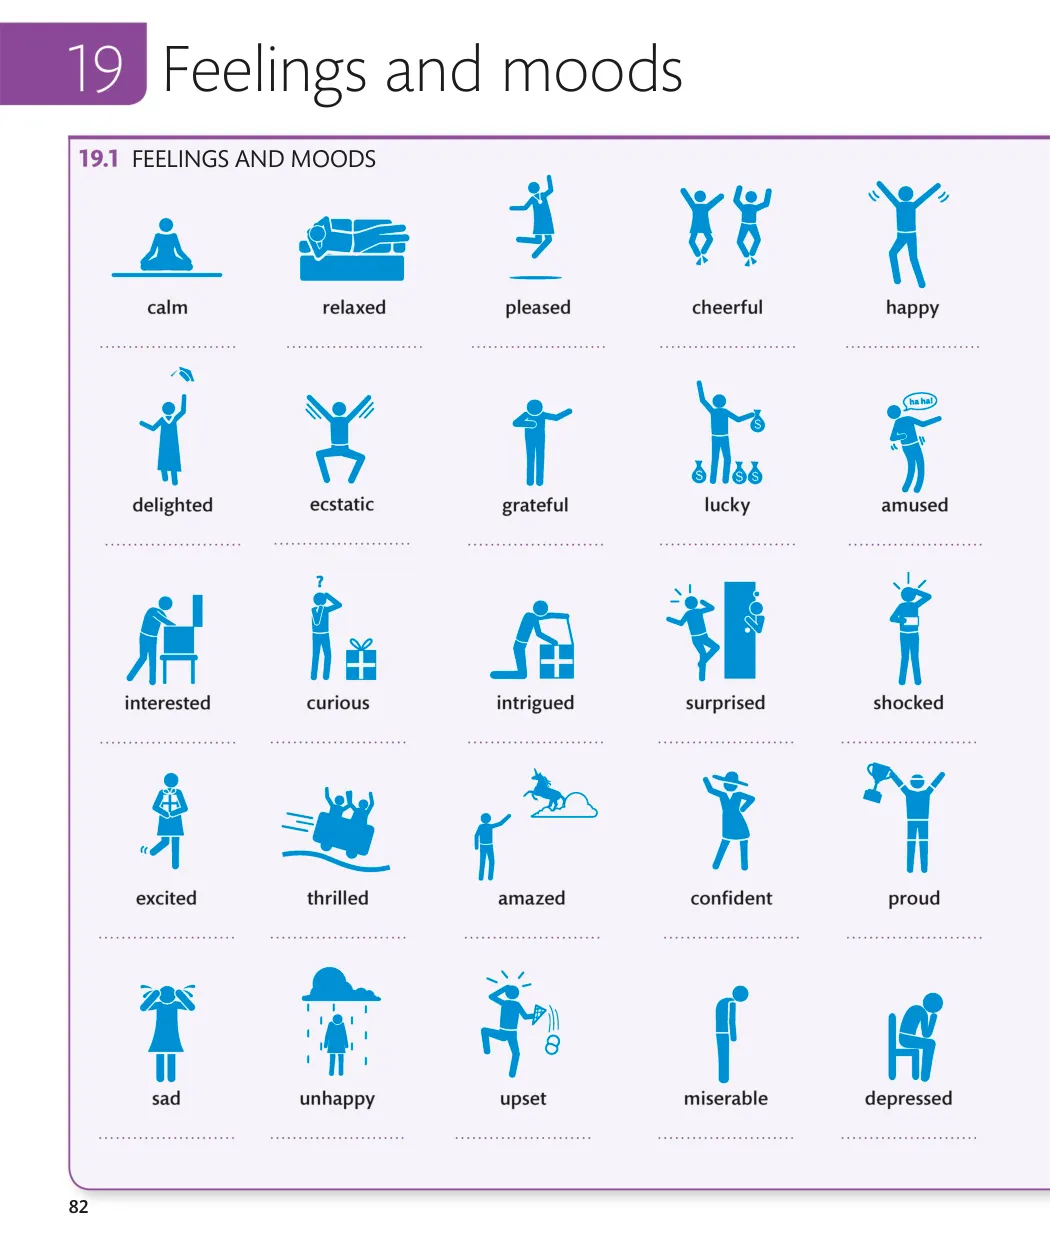 19 Feelings and moods
19.1 FEELINGS AND MOODS
calm relaxed pleased cheerful happy
ha ha!
delighted ecstatic grateful lucky amused
$ $ $ $
?
interested curious intrigued surprised shocked
excited thrilled amazed confident proud
sad unhappy upset miserable depressed
82